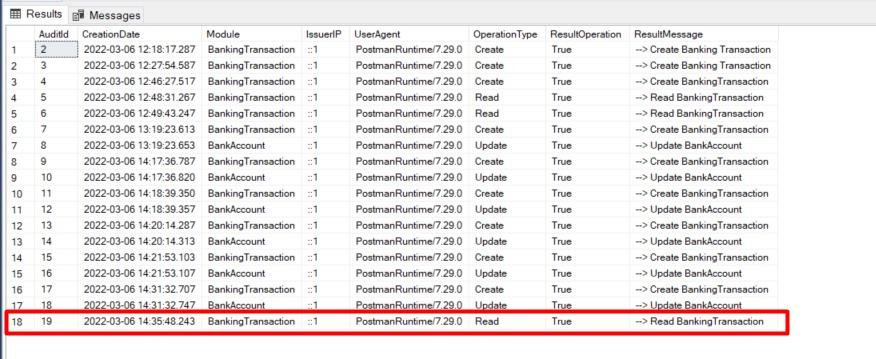 Results Messages
AuditId CreationDate Module IssuerIP UserAgent OperationType ResultOperation ResultMessage
1 2 2022-03-06 12:18:17.287 BankingTransaction ::1 PostmanRuntime/7.29.0 Create True --> Create Banking Transaction
2 3 2022-03-06 12:27:54.587 BankingTransaction ::1 PostmanRuntime/7.29.0 Create True --> Create Banking Transaction
3 4 2022-03-06 12:46:27.517 BankingTransaction ::1 PostmanRuntime/7.29.0 Create True --> Create BankingTransaction
4 5 2022-03-06 12:48:31.267 BankingTransaction ::1 PostmanRuntime/7.29.0 Read True --> Read BankingTransaction
5 6 2022-03-06 12:49:43.247 BankingTransaction ::1 PostmanRuntime/7.29.0 Read True --> Read BankingTransaction
6 7 2022-03-06 13:19:23.613 BankingTransaction ::1 PostmanRuntime/7.29.0 Create True --> Create BankingTransaction
7 8 2022-03-06 13:19:23.653 BankAccount ::1 PostmanRuntime/7.29.0 Update True --> Update BankAccount
8 9 2022-03-06 14:17:36.787 BankingTransaction ::1 PostmanRuntime/7.29.0 Create True --> Create BankingTransaction
9 10 2022-03-06 14:17:36.820 BankAccount ::1 PostmanRuntime/7.29.0 Update True --> Update BankAccount
10 11 2022-03-06 14:18:39.350 BankingTransaction ::1 PostmanRuntime/7.29.0 Create True --> Create BankingTransaction
11 12 2022-03-06 14:18:39.357 BankAccount ::1 PostmanRuntime/7.29.0 Update True --> Update BankAccount
12 13 2022-03-06 14:20:14.287 BankingTransaction ::1 PostmanRuntime/7.29.0 Create True --> Create BankingTransaction
13 14 2022-03-06 14:20:14.313 BankAccount ::1 PostmanRuntime/7.29.0 Update True --> Update BankAccount
14 15 2022-03-06 14:21:53.103 BankingTransaction ::1 PostmanRuntime/7.29.0 Create True --> Create BankingTransaction
15 16 2022-03-06 14:21:53.107 BankAccount ::1 PostmanRuntime/7.29.0 Update True --> Update BankAccount
16 17 2022-03-06 14:31:32.707 BankingTransaction ::1 PostmanRuntime/7.29.0 Create True --> Create BankingTransaction
17 18 2022-03-06 14:31:32.747 BankAccount ::1 PostmanRuntime/7.29.0 Update True --> Update BankAccount
18 19 2022-03-06 14:35:48.243 BankingTransaction ::1 PostmanRuntime/7.29.0 Read True --> Read BankingTransaction